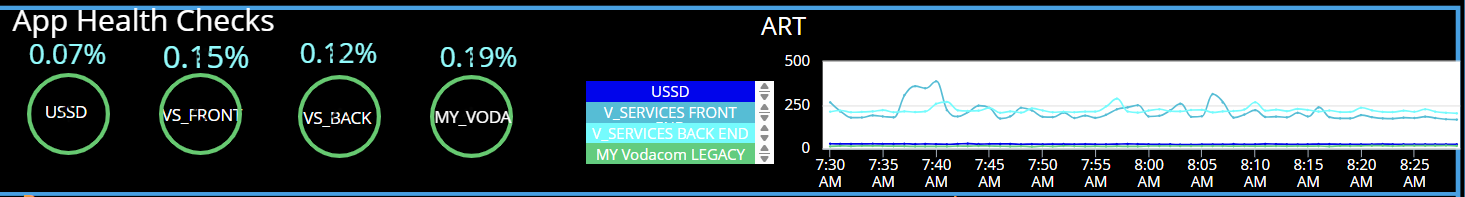 App Health Checks
ART
0.07%
0.15%
0.12%
0.19%
USSD
VS_FRONT
VS_BACK
MY_VODA
USSD
V_SERVICES FRONT
V_SERVICES BACK END
MY Vodacom LEGACY
500
250
0
7:30 AM
7:35 AM
7:40 AM
7:45 AM
7:50 AM
7:55 AM
8:00 AM
8:05 AM
8:10 AM
8:15 AM
8:20 AM
8:25 AM